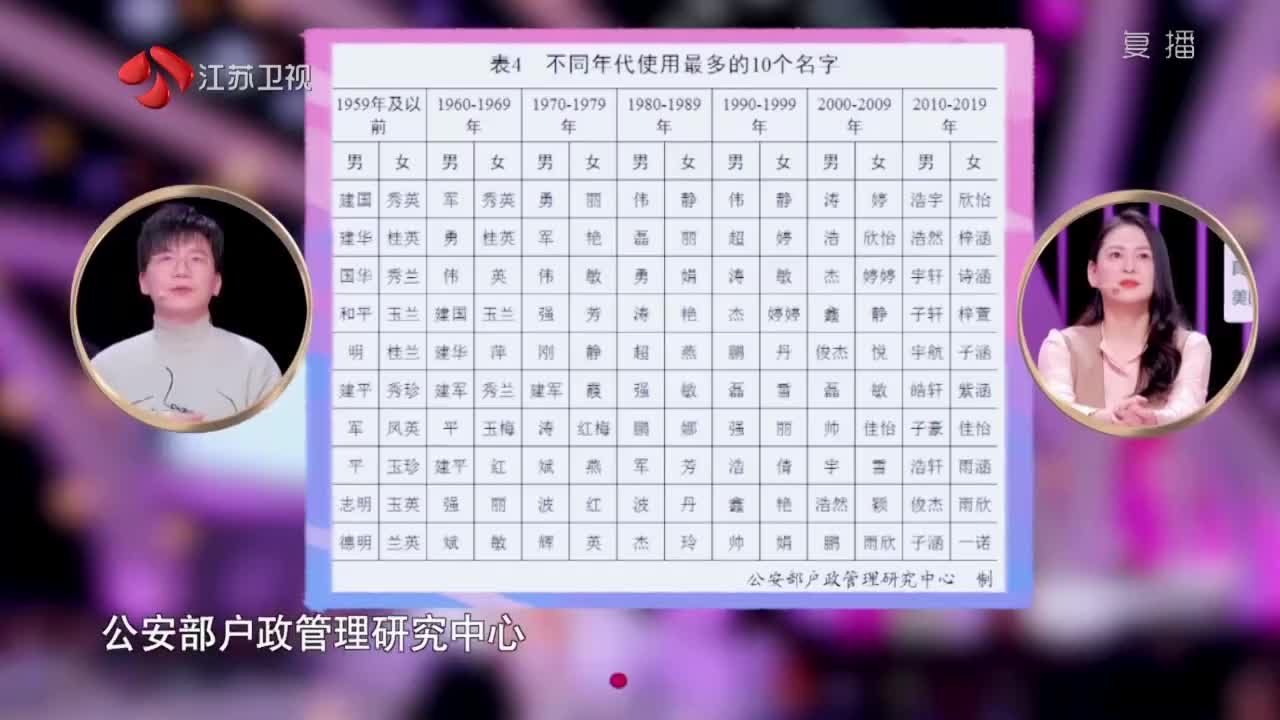 江苏卫视
复播
表4 不同年代使用最多的10个名字
1959年及以前 1960-1969年 1970-1979年 1980-1989年 1990-1999年 2000-2009年 2010-2019年
男 女 男 女 男 女 男 女 男 女 男 女 男 女
建国 秀英 军 秀英 勇 丽 伟 静 伟 静 涛 婷 浩宇 欣怡
建华 桂英 勇 桂英 军 艳 磊 丽 超 婷 浩 欣怡 浩然 梓涵
国华 秀兰 伟 英 伟 敏 勇 娟 涛 敏 杰 婷婷 宇轩 诗涵
和平 玉兰 建国 玉兰 强 芳 涛 艳 杰 婷婷 鑫 静 子轩 梓萱
明 桂兰 建华 萍 刚 静 超 燕 鹏 丹 俊杰 悦 宇航 子涵
建平 秀珍 建军 秀兰 建军 霞 强 敏 磊 雪 磊 敏 皓轩 紫涵
军 凤英 平 玉梅 涛 红梅 鹏 娜 强 丽 帅 佳怡 子豪 佳怡
平 玉珍 建平 红 斌 燕 军 芳 浩 倩 宇 雪 浩轩 雨涵
志明 玉英 强 丽 波 红 波 丹 鑫 艳 浩然 颖 俊杰 雨欣
德明 兰英 斌 敏 辉 英 杰 玲 帅 娟 鹏 雨欣 子涵 一诺
公安部户政管理研究中心 制
美
公安部户政管理研究中心